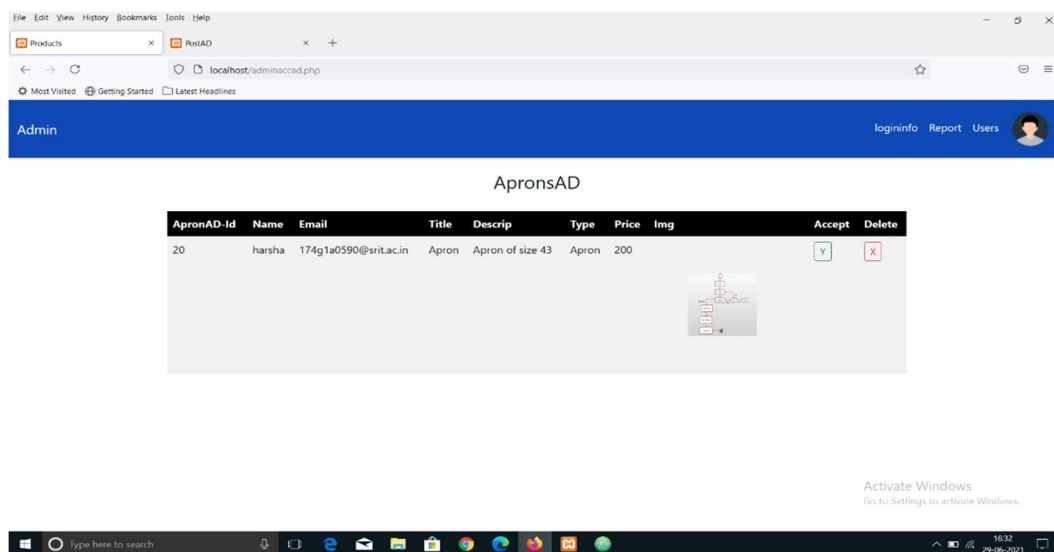 File Edit View History Bookmarks Tools Help
Products
PostAD
localhost/adminaccad.php
Most Visited Getting Started Latest Headlines
Admin
logininfo Report Users
ApronsAD
ApronAD-Id Name Email Title Descrip Type Price Img Accept Delete
20 harsha 174g1a0590@srit.ac.in Apron Apron of size 43 Apron 200 Y X
Activate Windows
Go to Settings to activate Windows.
Type here to search
16:32
29-06-2021